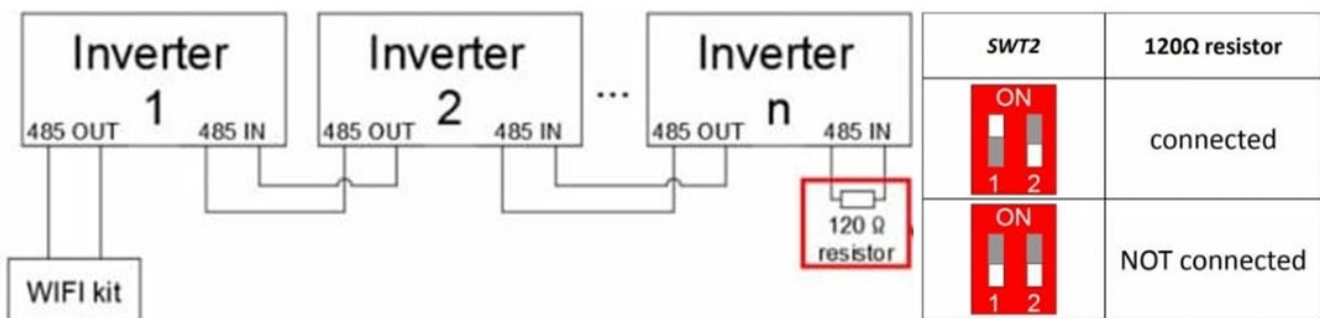 Inverter
1
485 OUT
485 IN
Inverter
2
485 OUT
485 IN
...
Inverter
n
485 OUT
485 IN
120 Ω
resistor
WIFI kit
SWT2
120Ω resistor
ON
1 2
connected
ON
1 2
NOT connected